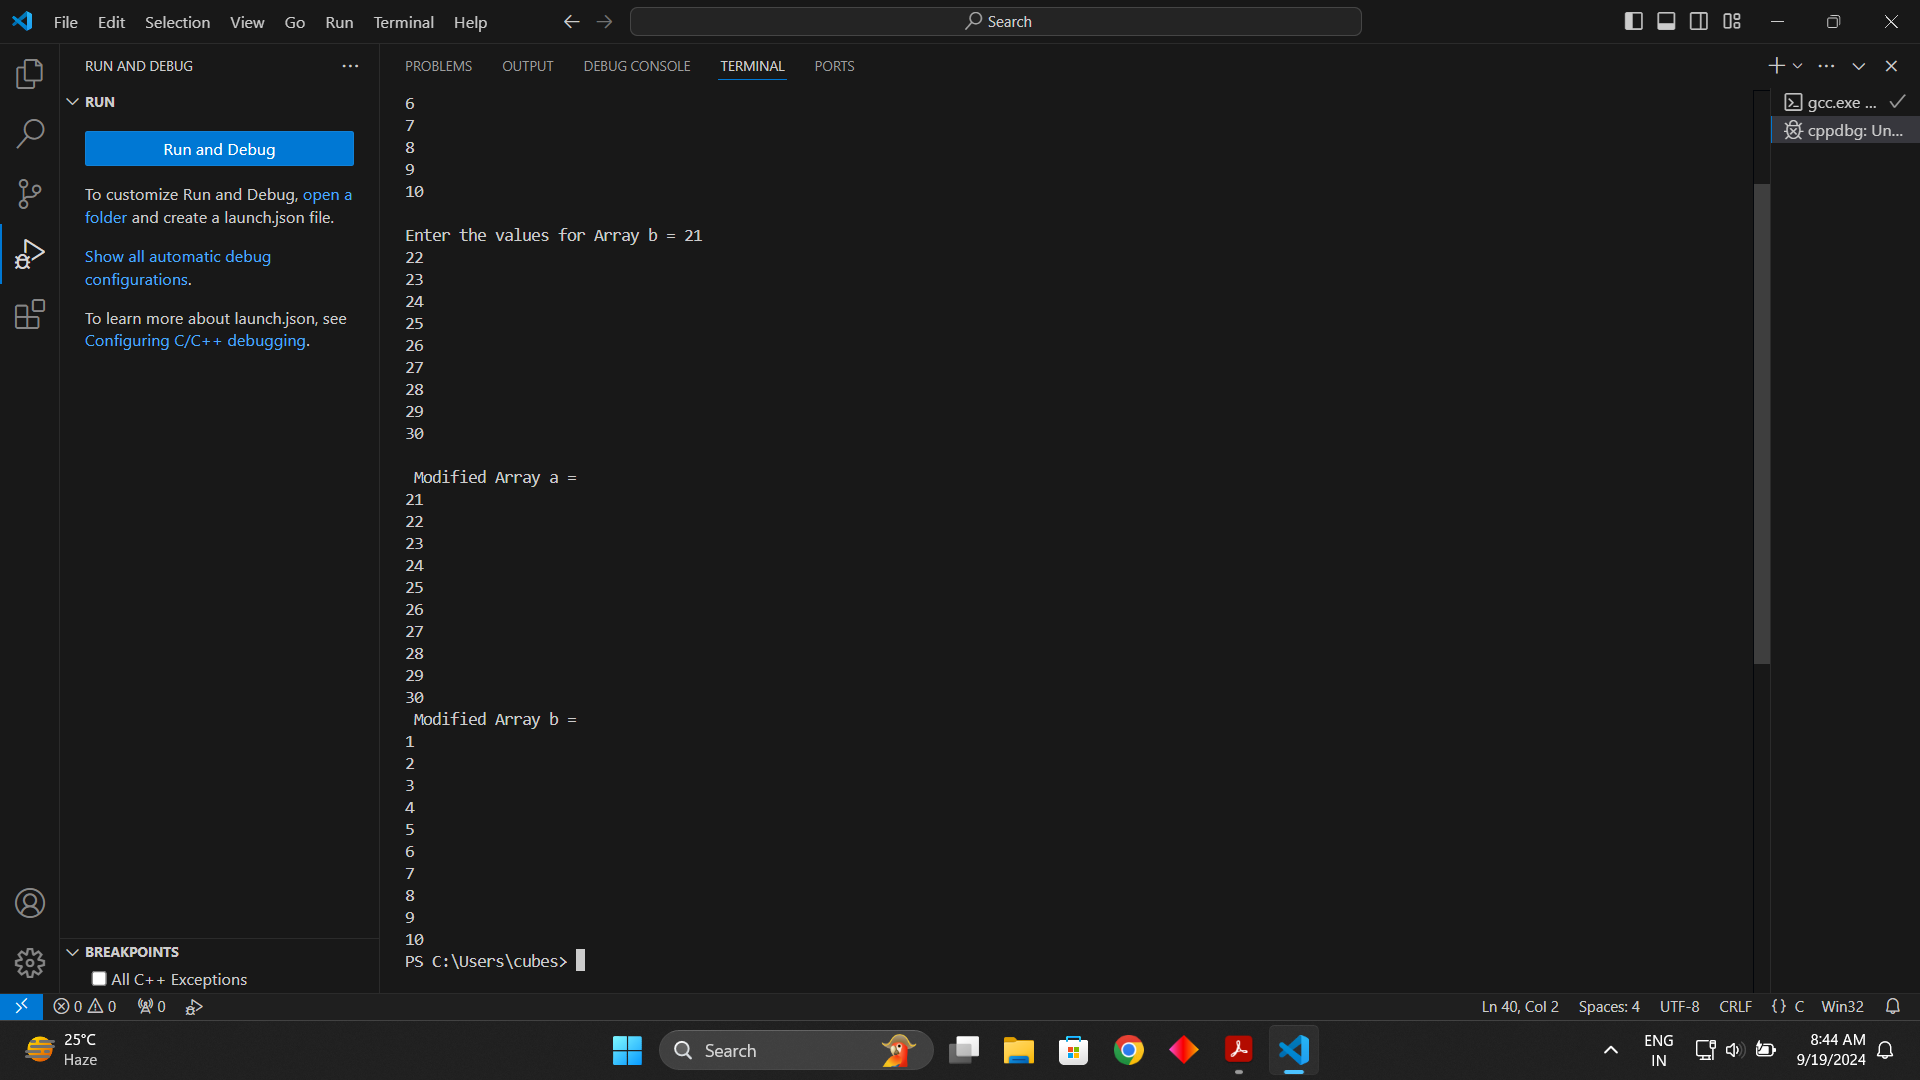 File Edit Selection View Go Run Terminal Help
Search
RUN AND DEBUG
RUN
Run and Debug
To customize Run and Debug, open a
folder and create a launch.json file.
Show all automatic debug
configurations.
To learn more about launch.json, see
Configuring C/C++ debugging.
BREAKPOINTS
All C++ Exceptions
PROBLEMS OUTPUT DEBUG CONSOLE TERMINAL PORTS
6
7
8
9
10
Enter the values for Array b = 21
22
23
24
25
26
27
28
29
30
Modified Array a =
21
22
23
24
25
26
27
28
29
30
Modified Array b =
1
2
3
4
5
6
7
8
9
10
PS C:\Users\cubes>
gcc.exe ...
cppdbg: Un...
0 0 0
Ln 40, Col 2 Spaces: 4 UTF-8 CRLF {} C Win32
25°C
Haze
Search
ENG
IN
8:44 AM
9/19/2024